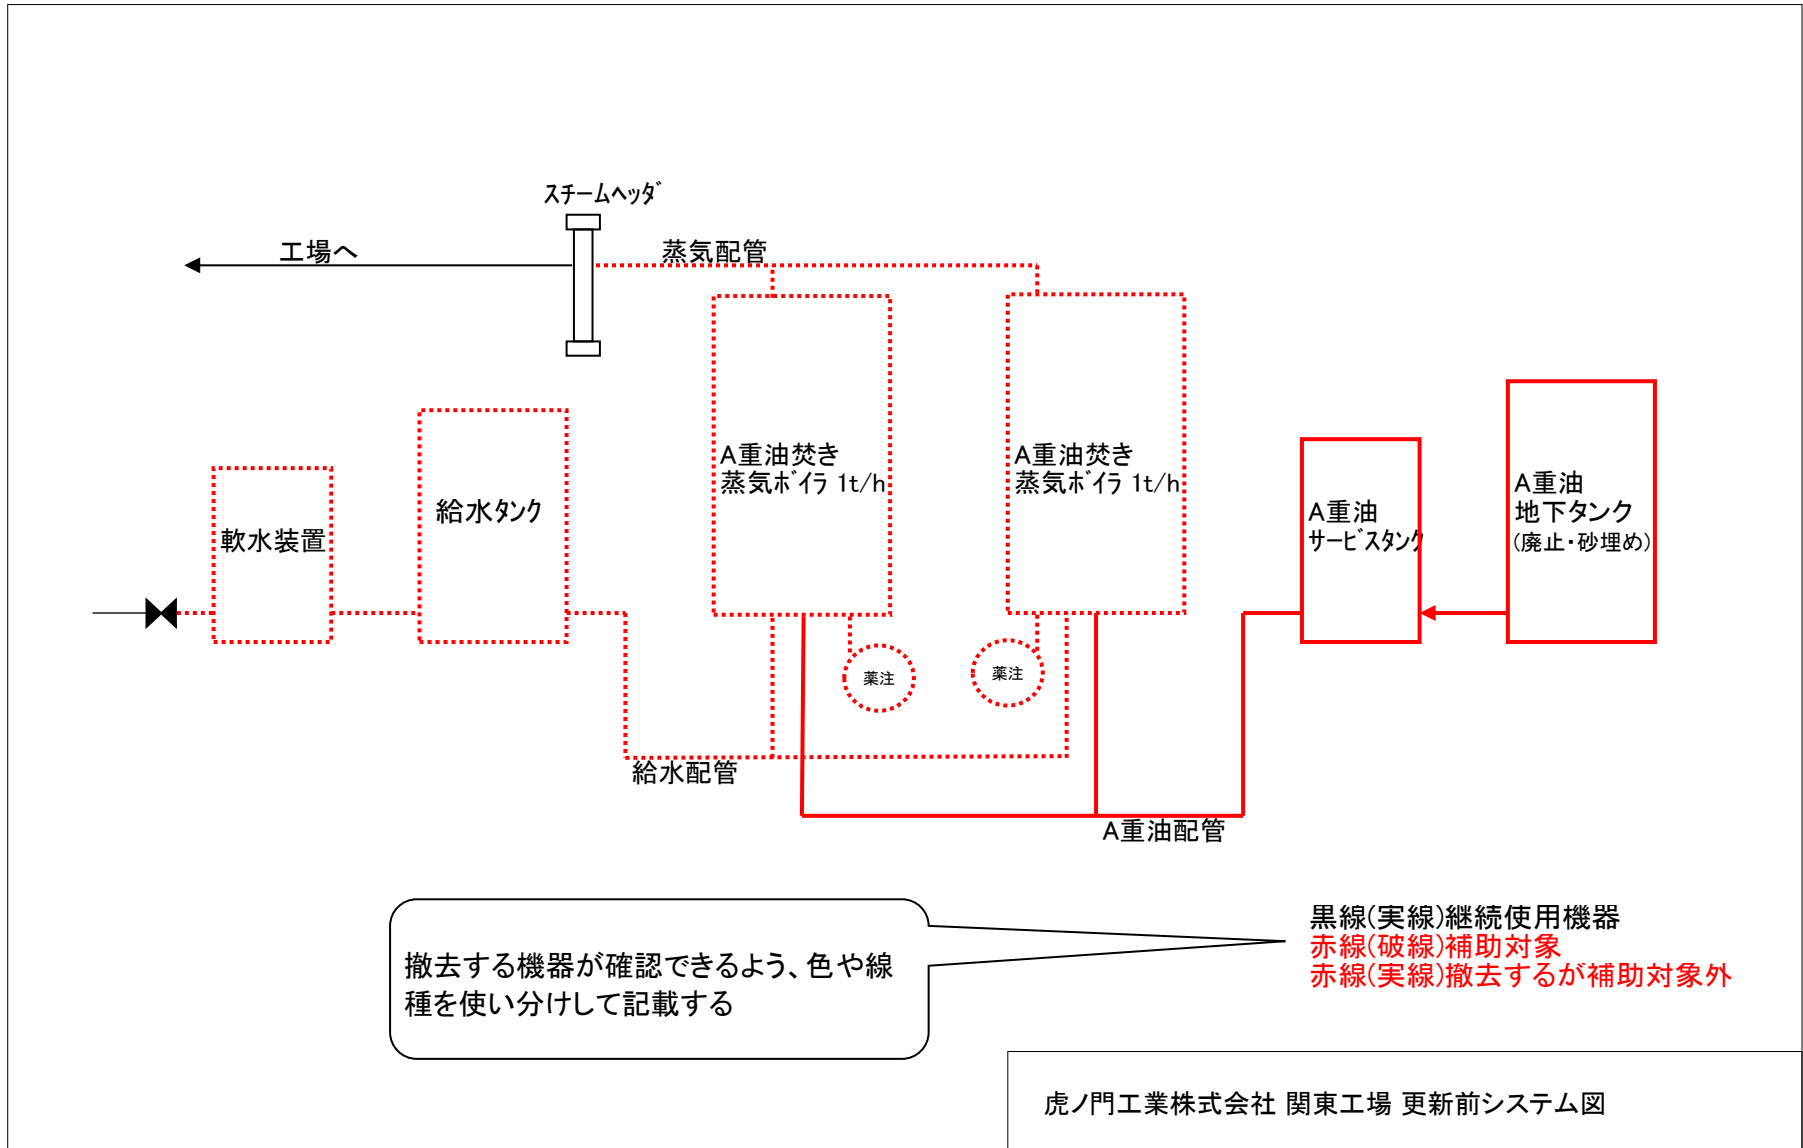 スチームヘッダ
工場へ
蒸気配管
A重油焚き
蒸気ボイラ 1t/h
A重油焚き
蒸気ボイラ 1t/h
A重油
サービスタンク
A重油
地下タンク
(廃止・砂埋め)
給水タンク
軟水装置
薬注
薬注
給水配管
A重油配管
撤去する機器が確認できるよう、色や線
種を使い分けして記載する
黒線(実線)継続使用機器
赤線(破線)補助対象
赤線(実線)撤去するが補助対象外
虎ノ門工業株式会社 関東工場 更新前システム図